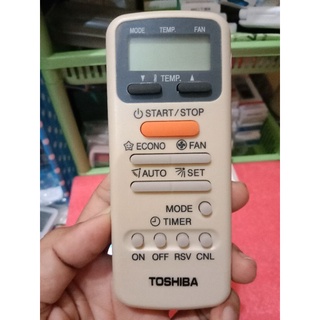 MODE TEMP. FAN
▼ TEMP. ▲
START/STOP
ECONO FAN
AUTO SET
MODE
TIMER
ON OFF RSV CNL
TOSHIBA